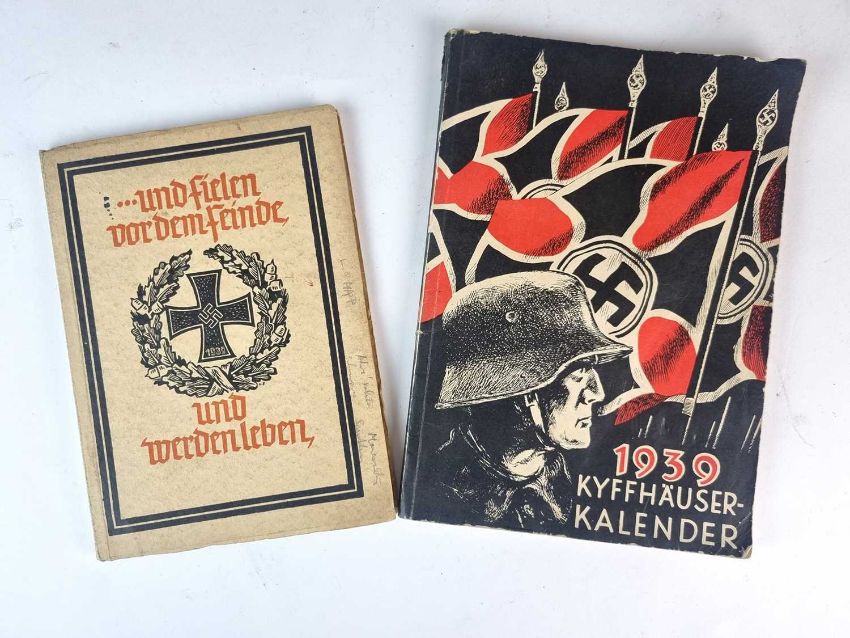 ...und fielen
vor dem Feinde,
1939
und
werden leben,
1939
KYFFHÄUSER-
KALENDER